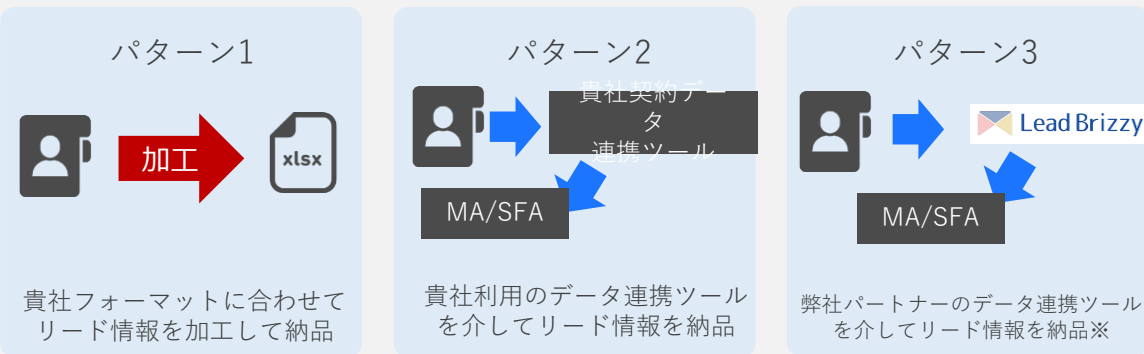 パターン1
加工
xlsx
貴社フォーマットに合わせて
リード情報を加工して納品
パターン2
貴社契約デー
タ
連携ツール
MA/SFA
貴社利用のデータ連携ツール
を介してリード情報を納品
パターン3
Lead Brizzy
MA/SFA
弊社パートナーのデータ連携ツール
を介してリード情報を納品※